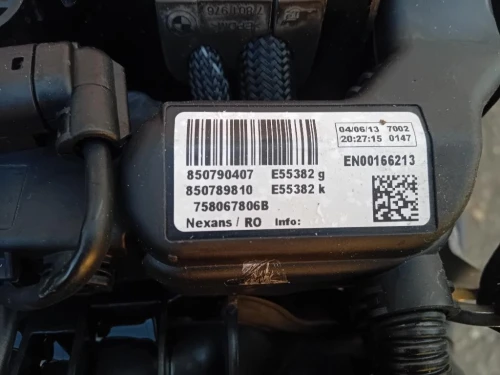 04/06/13 7002
20:27:15 0147
850790407 E55382 g
850789810 E55382 k
758067806B
Nexans / RO Info:
EN00166213